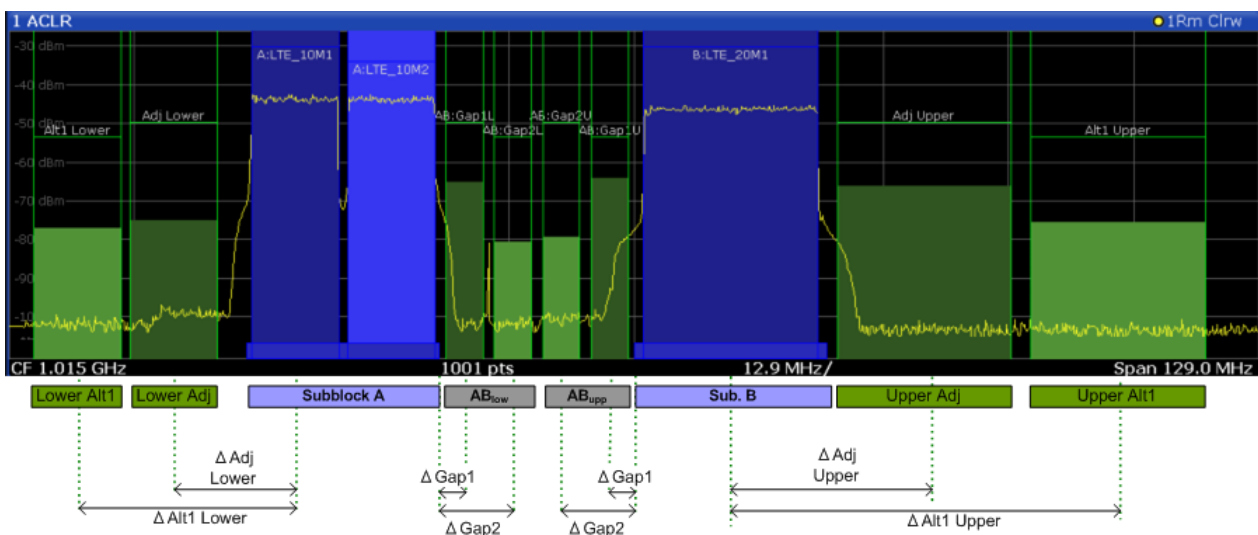 1 ACLR
1Rm Clrw
-30 dBm
A:LTE_10M1
B:LTE_20M1
A:LTE_10M2
-40 dBm
Adj Lower
AB:Gap1L
AB:Gap2U
Adj Upper
-50 dBm
Alt1 Lower
AB:Gap2L
AB:Gap1U
Alt1 Upper
-60 dBm
-70 dBm
-80
-90 dBm
CF 1.015 GHz
1001 pts
12.9 MHz/
Span 129.0 MHz
Lower Alt1
Lower Adj
Subblock A
ABlow
ABupp
Sub. B
Upper Adj
Upper Alt1
Δ Adj
Lower
Δ Gap1
Δ Gap1
Δ Adj
Upper
Δ Alt1 Lower
Δ Gap2
Δ Gap2
Δ Alt1 Upper